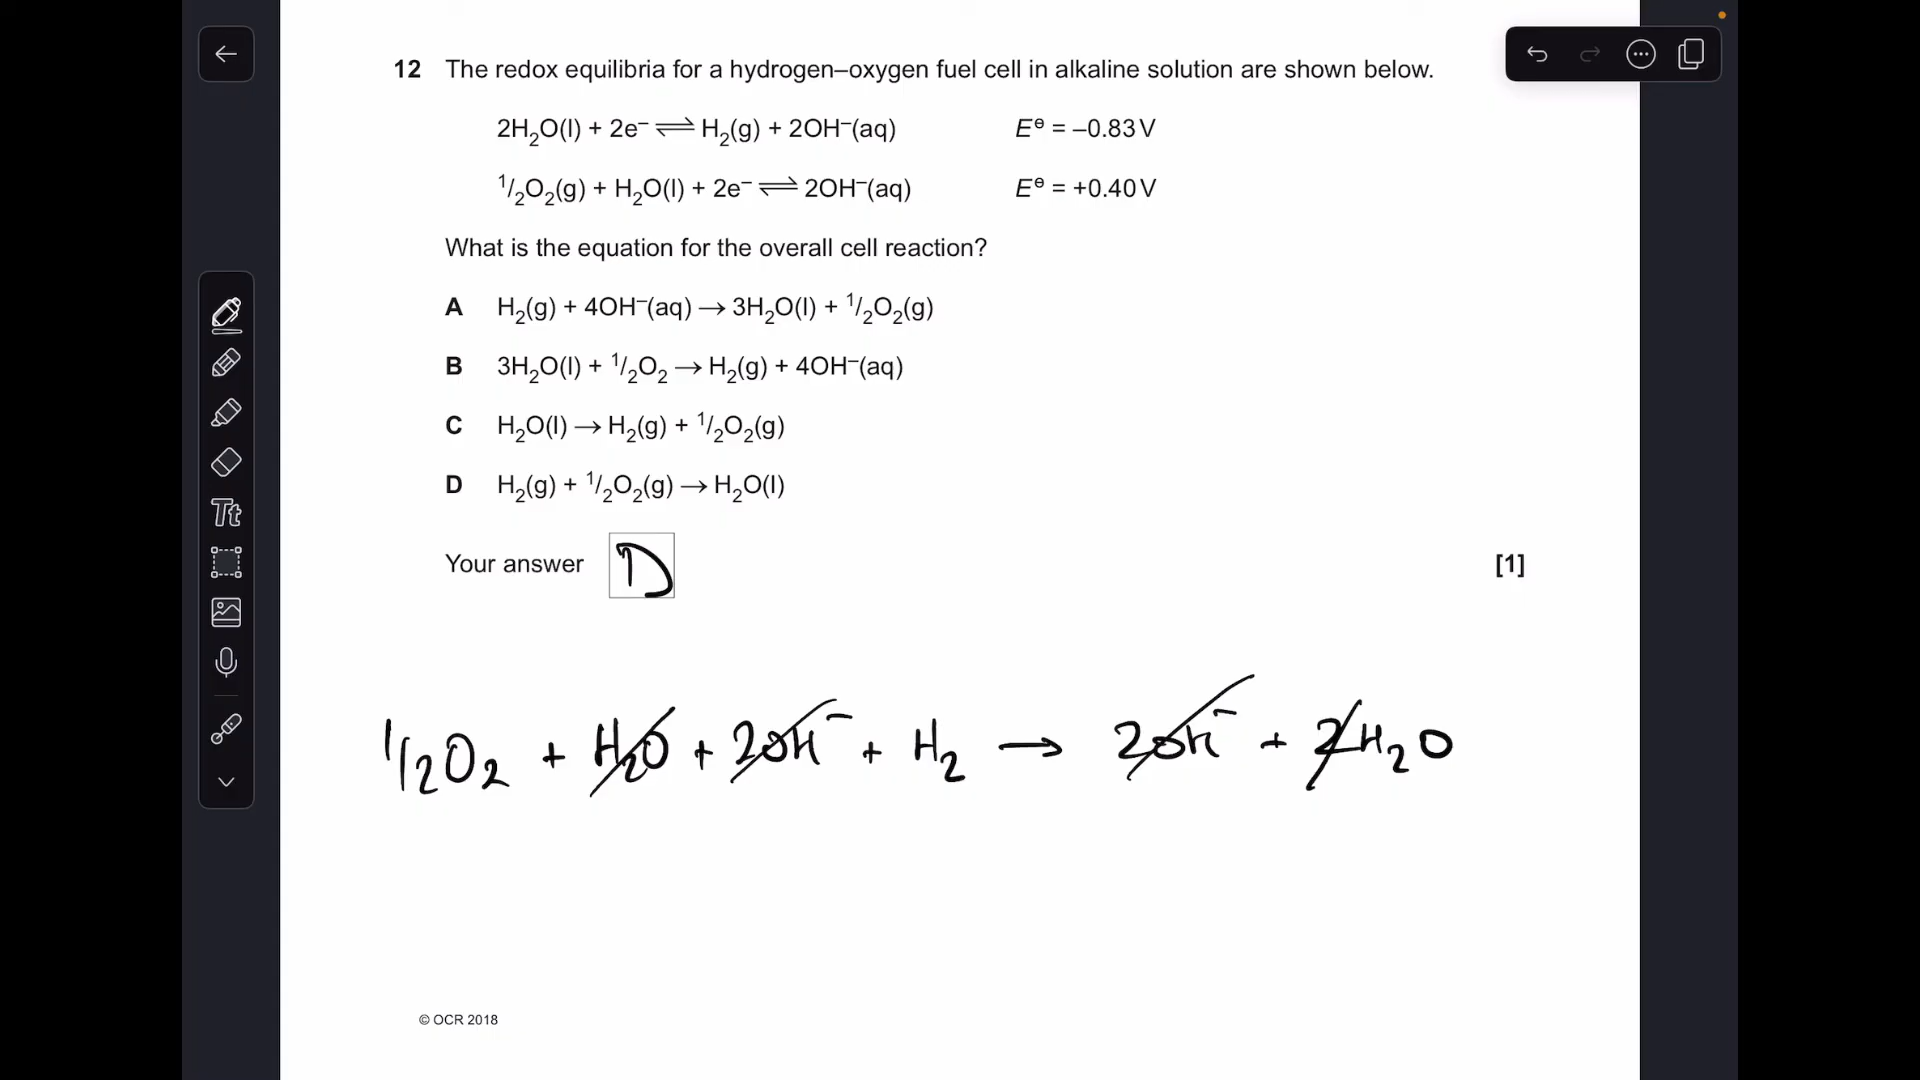 12 The redox equilibria for a hydrogen–oxygen fuel cell in alkaline solution are shown below.
2H₂O(l) + 2e⁻ ⇌ H₂(g) + 2OH⁻(aq) E⦵ = –0.83 V
¹/₂O₂(g) + H₂O(l) + 2e⁻ ⇌ 2OH⁻(aq) E⦵ = +0.40 V
What is the equation for the overall cell reaction?
A H₂(g) + 4OH⁻(aq) → 3H₂O(l) + ¹/₂O₂(g)
B 3H₂O(l) + ¹/₂O₂ → H₂(g) + 4OH⁻(aq)
C H₂O(l) → H₂(g) + ¹/₂O₂(g)
D H₂(g) + ¹/₂O₂(g) → H₂O(l)
Your answer D [1]
¹/₂O₂ + H₂O + 2OH⁻ + H₂ → 2OH⁻ + 2H₂O
© OCR 2018
Tt